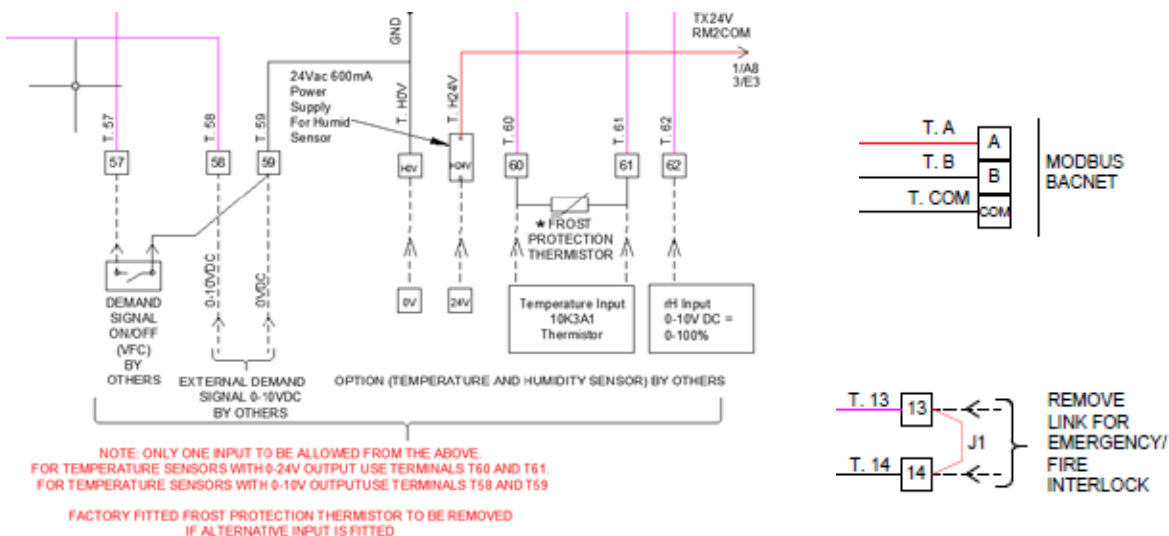 GND
TX24V
RM2COM
1/A8
3/E3
24Vac 600mA
Power
Supply
For Humid
Sensor
T. 57
T. 58
T. 59
T. H0V
T. H24V
T. 60
T. 61
T. 62
57
58
59
H0V
H24V
60
61
62
★ FROST
PROTECTION
THERMISTOR
0-10VDC
0VDC
0V
24V
Temperature Input
10K3A1
Thermistor
rH Input
0-10V DC =
0-100%
DEMAND
SIGNAL
ON/OFF
(VFC)
BY
OTHERS
EXTERNAL DEMAND
SIGNAL 0-10VDC
BY OTHERS
OPTION (TEMPERATURE AND HUMIDITY SENSOR) BY OTHERS
NOTE: ONLY ONE INPUT TO BE ALLOWED FROM THE ABOVE.
FOR TEMPERATURE SENSORS WITH 0-24V OUTPUT USE TERMINALS T60 AND T61.
FOR TEMPERATURE SENSORS WITH 0-10V OUTPUTUSE TERMINALS T58 AND T59
FACTORY FITTED FROST PROTECTION THERMISTOR TO BE REMOVED
IF ALTERNATIVE INPUT IS FITTED
T. A
A
T. B
B
T. COM
COM
MODBUS
BACNET
T. 13
13
J1
T. 14
14
REMOVE
LINK FOR
EMERGENCY/
FIRE
INTERLOCK